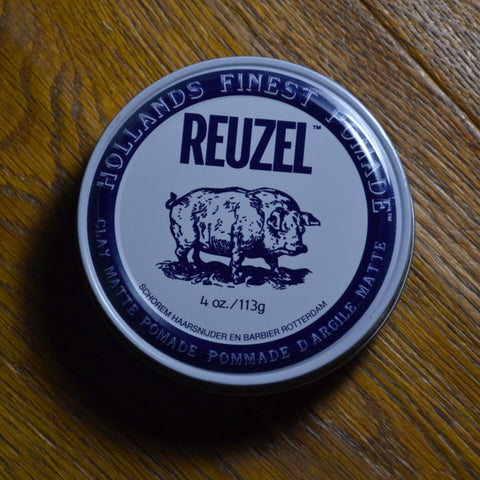 HOLLANDS FINEST POMADE™
REUZEL™
4 oz./113g
SCHOREM HAARSNIJDER EN BARBIER ROTTERDAM
CLAY MATTE POMADE POMMADE D'ARGILE MATTE